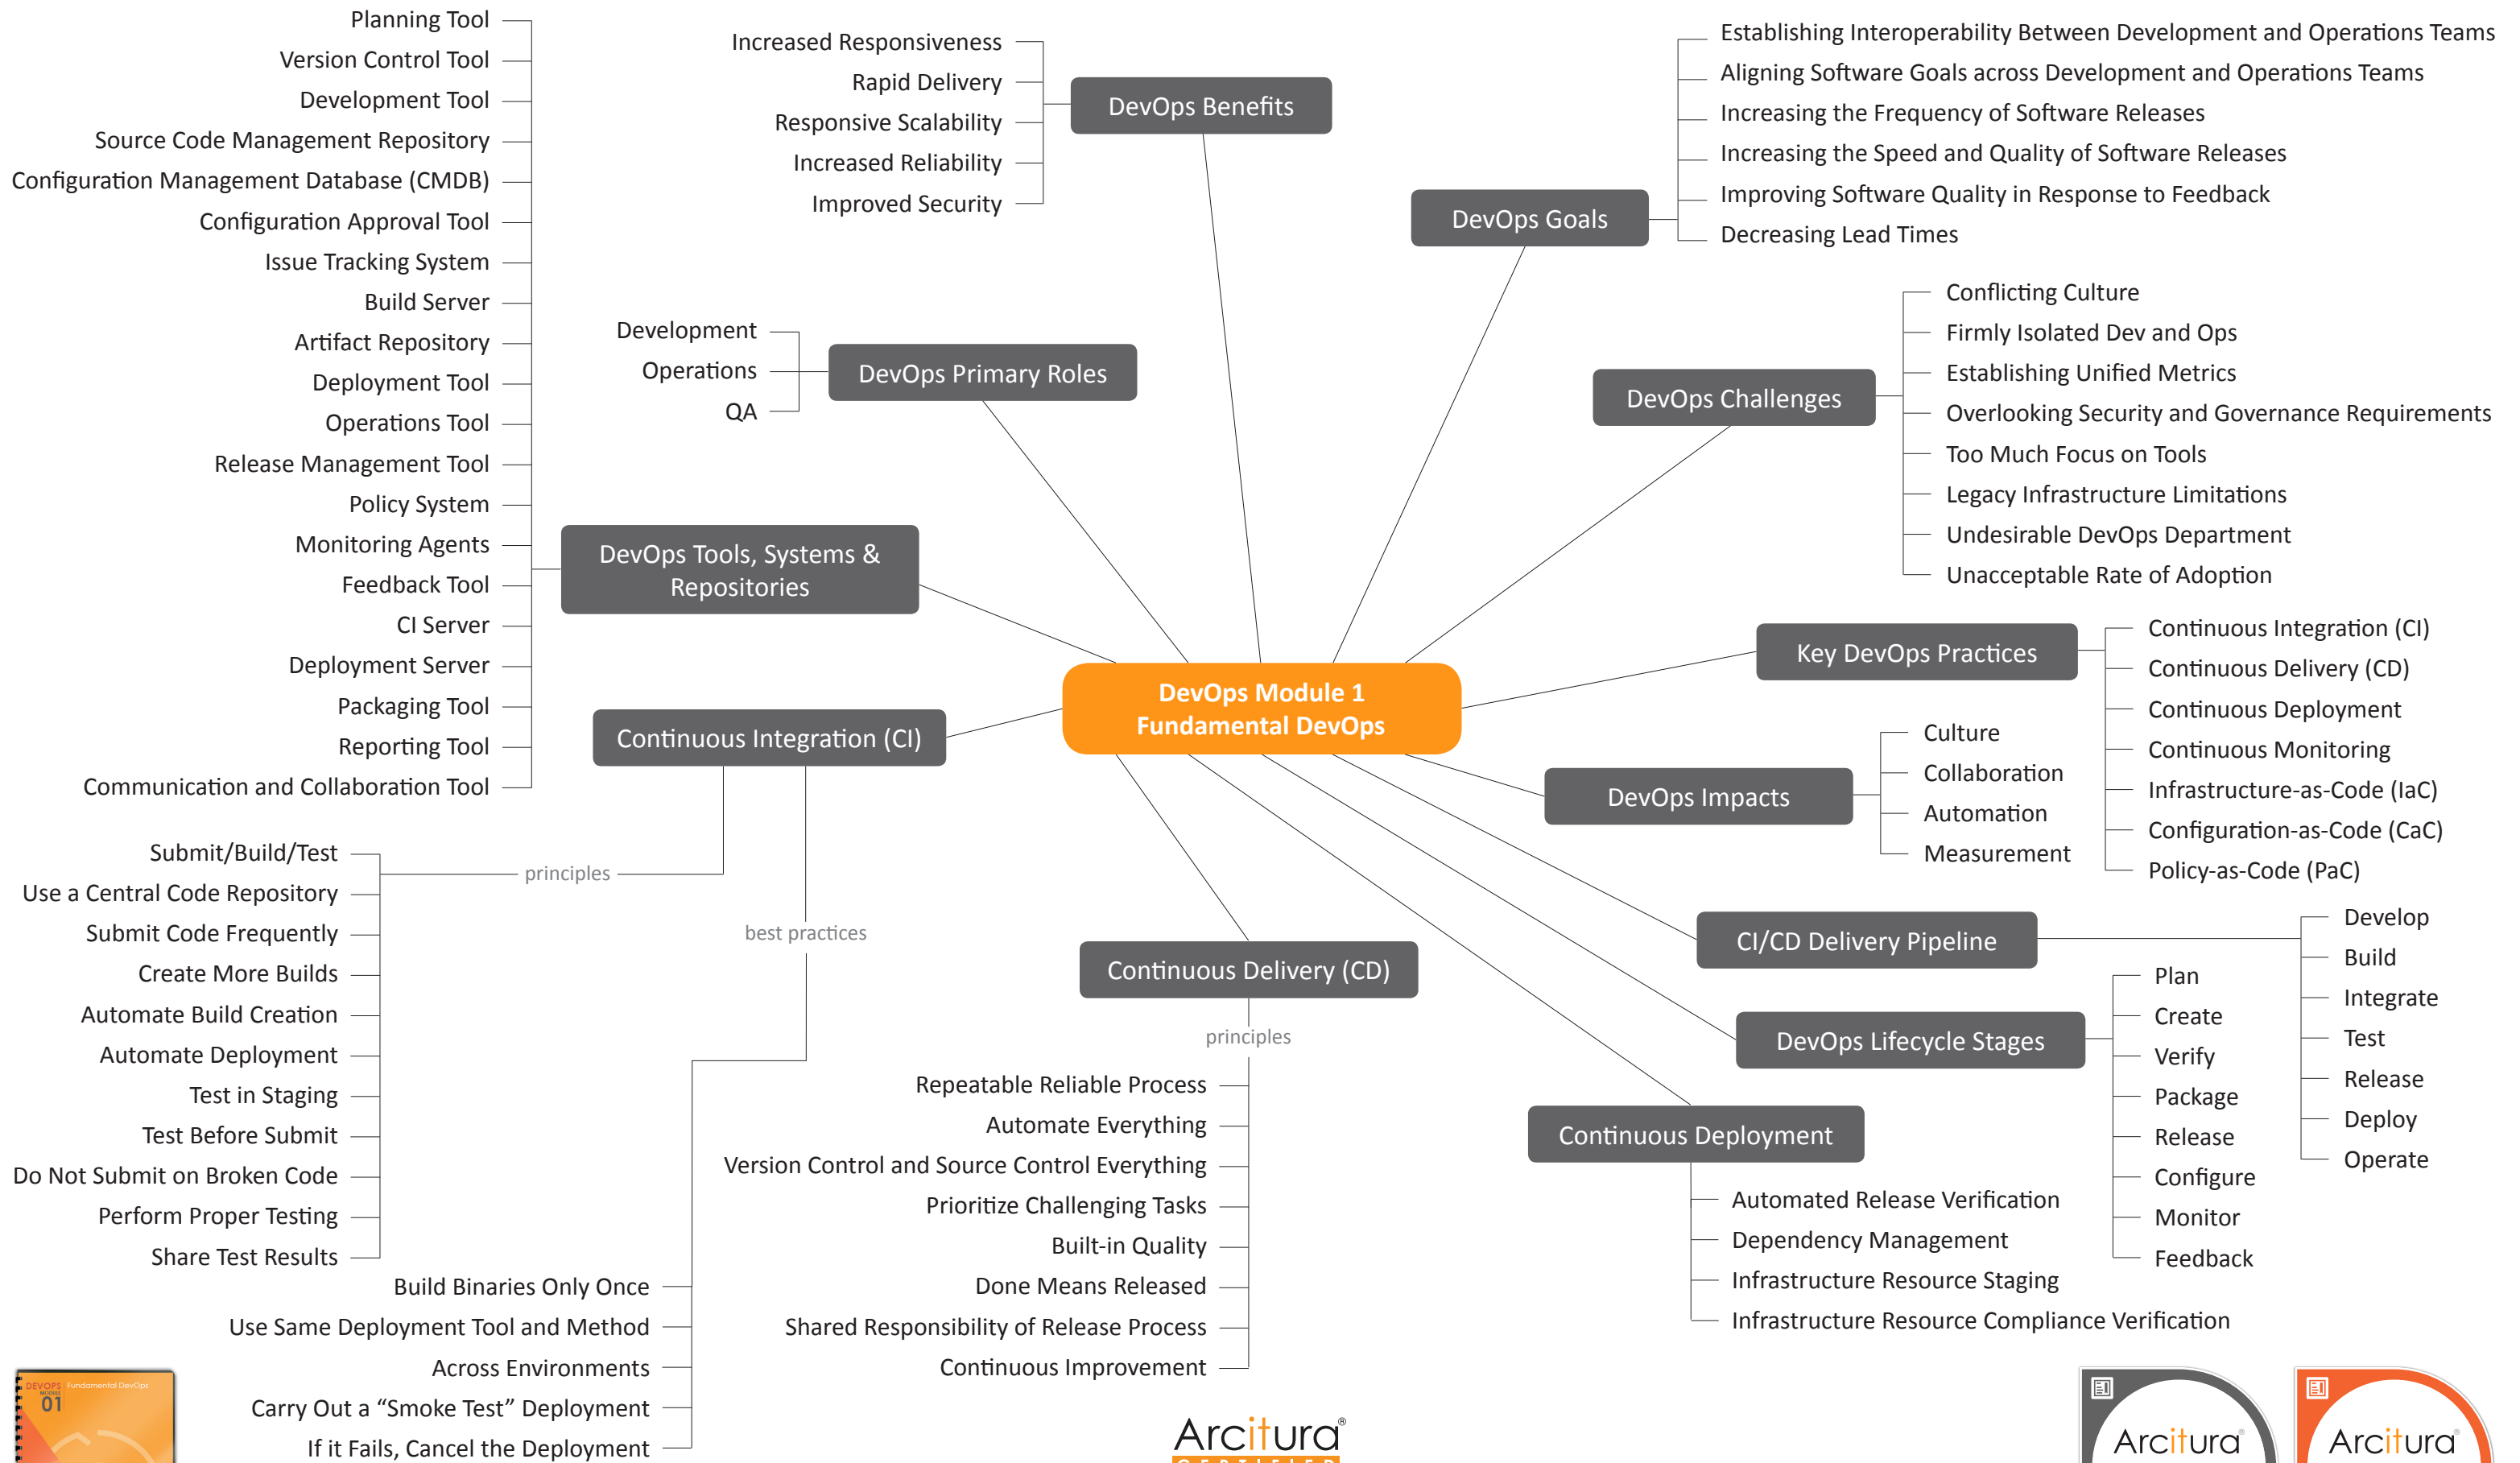 Planning Tool
Version Control Tool
Development Tool
Source Code Management Repository
Configuration Management Database (CMDB)
Configuration Approval Tool
Issue Tracking System
Build Server
Artifact Repository
Deployment Tool
Operations Tool
Release Management Tool
Policy System
Monitoring Agents
Feedback Tool
CI Server
Deployment Server
Packaging Tool
Reporting Tool
Communication and Collaboration Tool
DevOps Tools, Systems &
Repositories
Increased Responsiveness
Rapid Delivery
Responsive Scalability
Increased Reliability
Improved Security
DevOps Benefits
Development
Operations
QA
DevOps Primary Roles
DevOps Goals
Establishing Interoperability Between Development and Operations Teams
Aligning Software Goals across Development and Operations Teams
Increasing the Frequency of Software Releases
Increasing the Speed and Quality of Software Releases
Improving Software Quality in Response to Feedback
Decreasing Lead Times
DevOps Challenges
Conflicting Culture
Firmly Isolated Dev and Ops
Establishing Unified Metrics
Overlooking Security and Governance Requirements
Too Much Focus on Tools
Legacy Infrastructure Limitations
Undesirable DevOps Department
Unacceptable Rate of Adoption
DevOps Module 1
Fundamental DevOps
Key DevOps Practices
Continuous Integration (CI)
Continuous Delivery (CD)
Continuous Deployment
Continuous Monitoring
Infrastructure-as-Code (IaC)
Configuration-as-Code (CaC)
Policy-as-Code (PaC)
DevOps Impacts
Culture
Collaboration
Automation
Measurement
CI/CD Delivery Pipeline
Develop
Build
Integrate
Test
Release
Deploy
Operate
DevOps Lifecycle Stages
Plan
Create
Verify
Package
Release
Configure
Monitor
Feedback
Continuous Deployment
Automated Release Verification
Dependency Management
Infrastructure Resource Staging
Infrastructure Resource Compliance Verification
Continuous Delivery (CD)
principles
Repeatable Reliable Process
Automate Everything
Version Control and Source Control Everything
Prioritize Challenging Tasks
Built-in Quality
Done Means Released
Shared Responsibility of Release Process
Continuous Improvement
Continuous Integration (CI)
principles
Submit/Build/Test
Use a Central Code Repository
Submit Code Frequently
Create More Builds
Automate Build Creation
Automate Deployment
Test in Staging
Test Before Submit
Do Not Submit on Broken Code
Perform Proper Testing
Share Test Results
best practices
Build Binaries Only Once
Use Same Deployment Tool and Method
Across Environments
Carry Out a “Smoke Test” Deployment
If it Fails, Cancel the Deployment
DEVOPS Fundamental DevOps
MODULE
01
Arcitura®
CERTIFIED
Arcitura®
Arcitura®